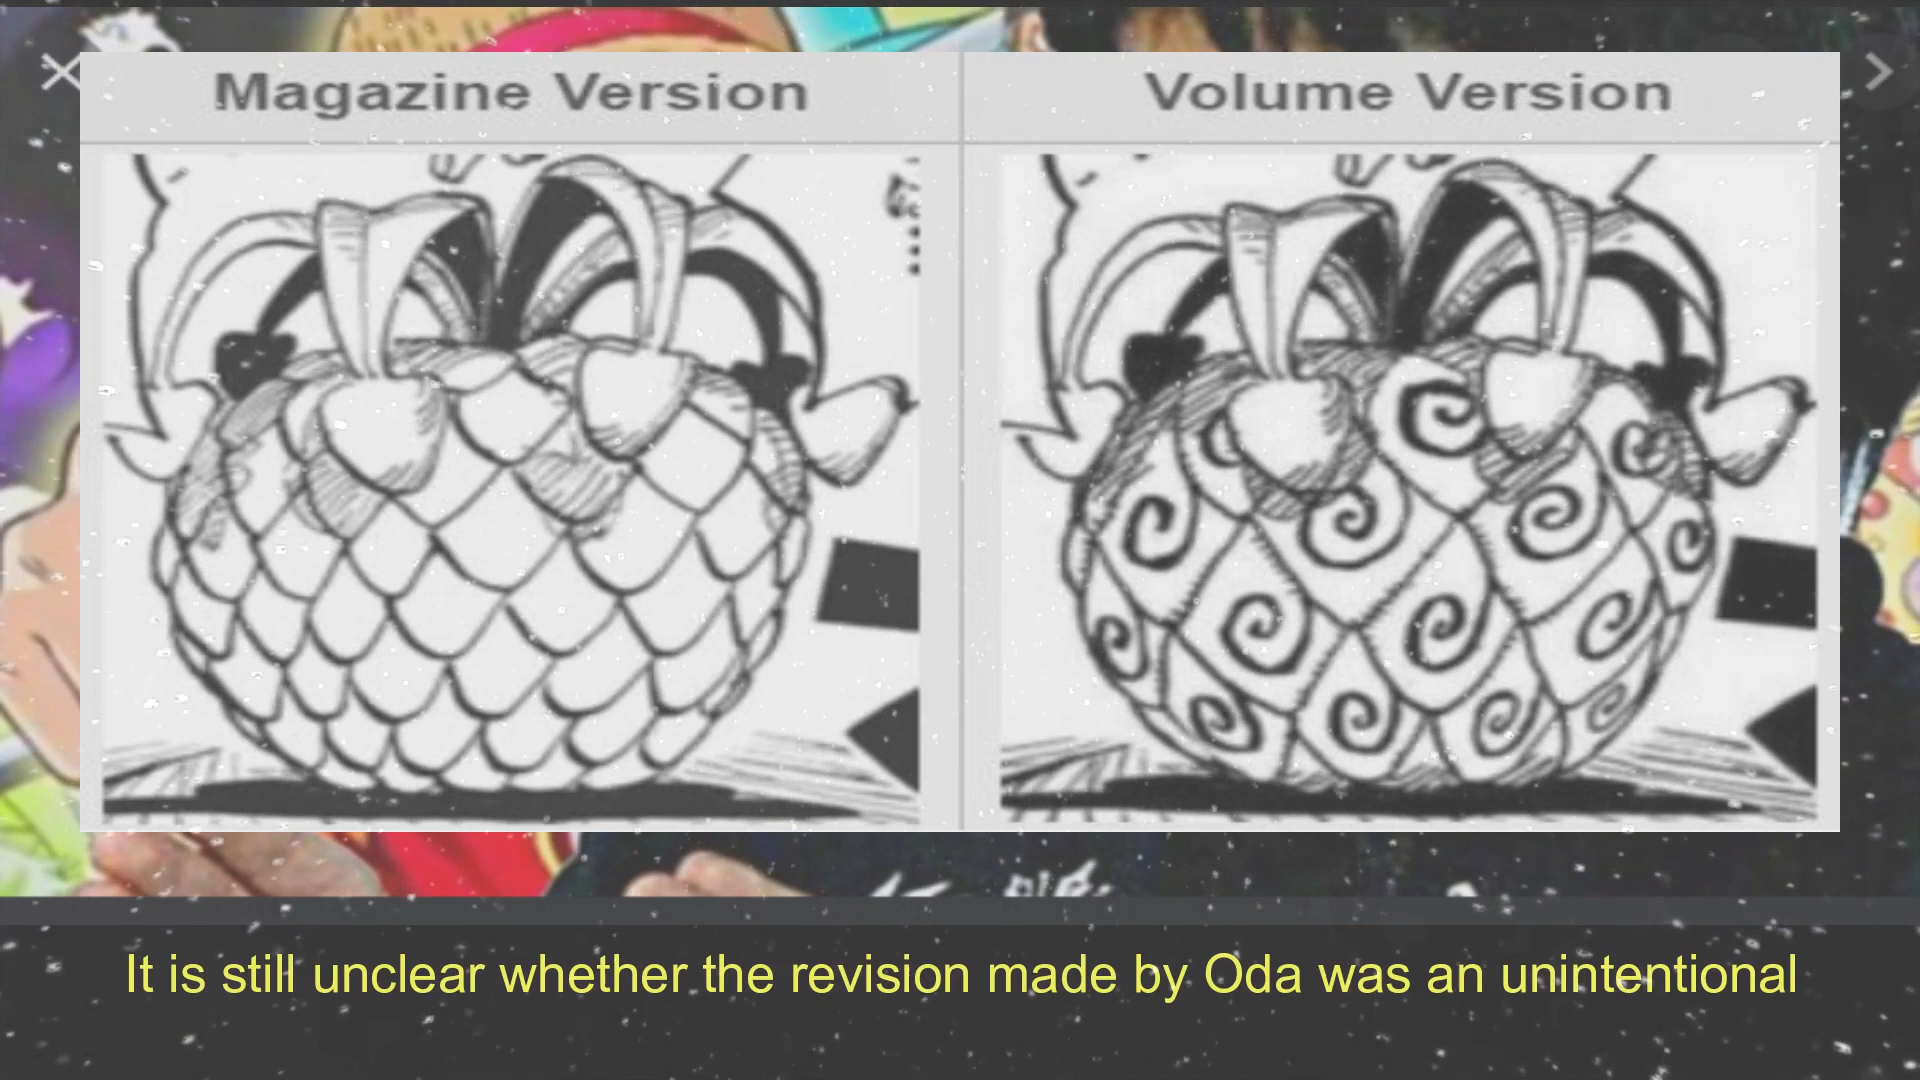 Magazine Version
Volume Version
It is still unclear whether the revision made by Oda was an unintentional